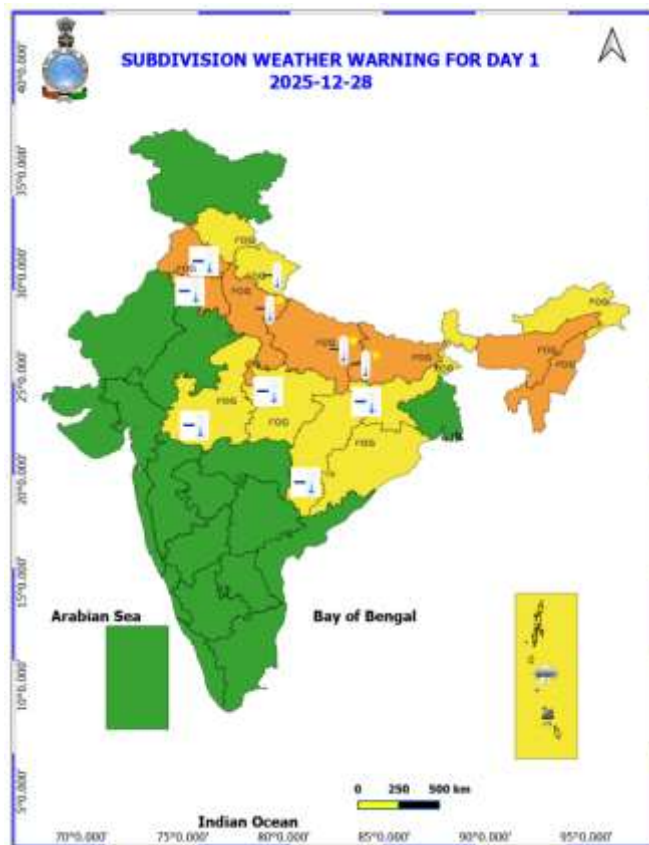 SUBDIVISION WEATHER WARNING FOR DAY 1
2025-12-28
40°0.000'
35°0.000'
30°0.000'
25°0.000'
20°0.000'
15°0.000'
10°0.000'
5°0.000'
FOG
FOG
FOG
FOG
FOG
FOG
FOG
FOG
FOG
FOG
FOG
FOG
FOG
Arabian Sea
Bay of Bengal
0 250 500 km
Indian Ocean
70°0.000' 75°0.000' 80°0.000' 85°0.000' 90°0.000' 95°0.000'